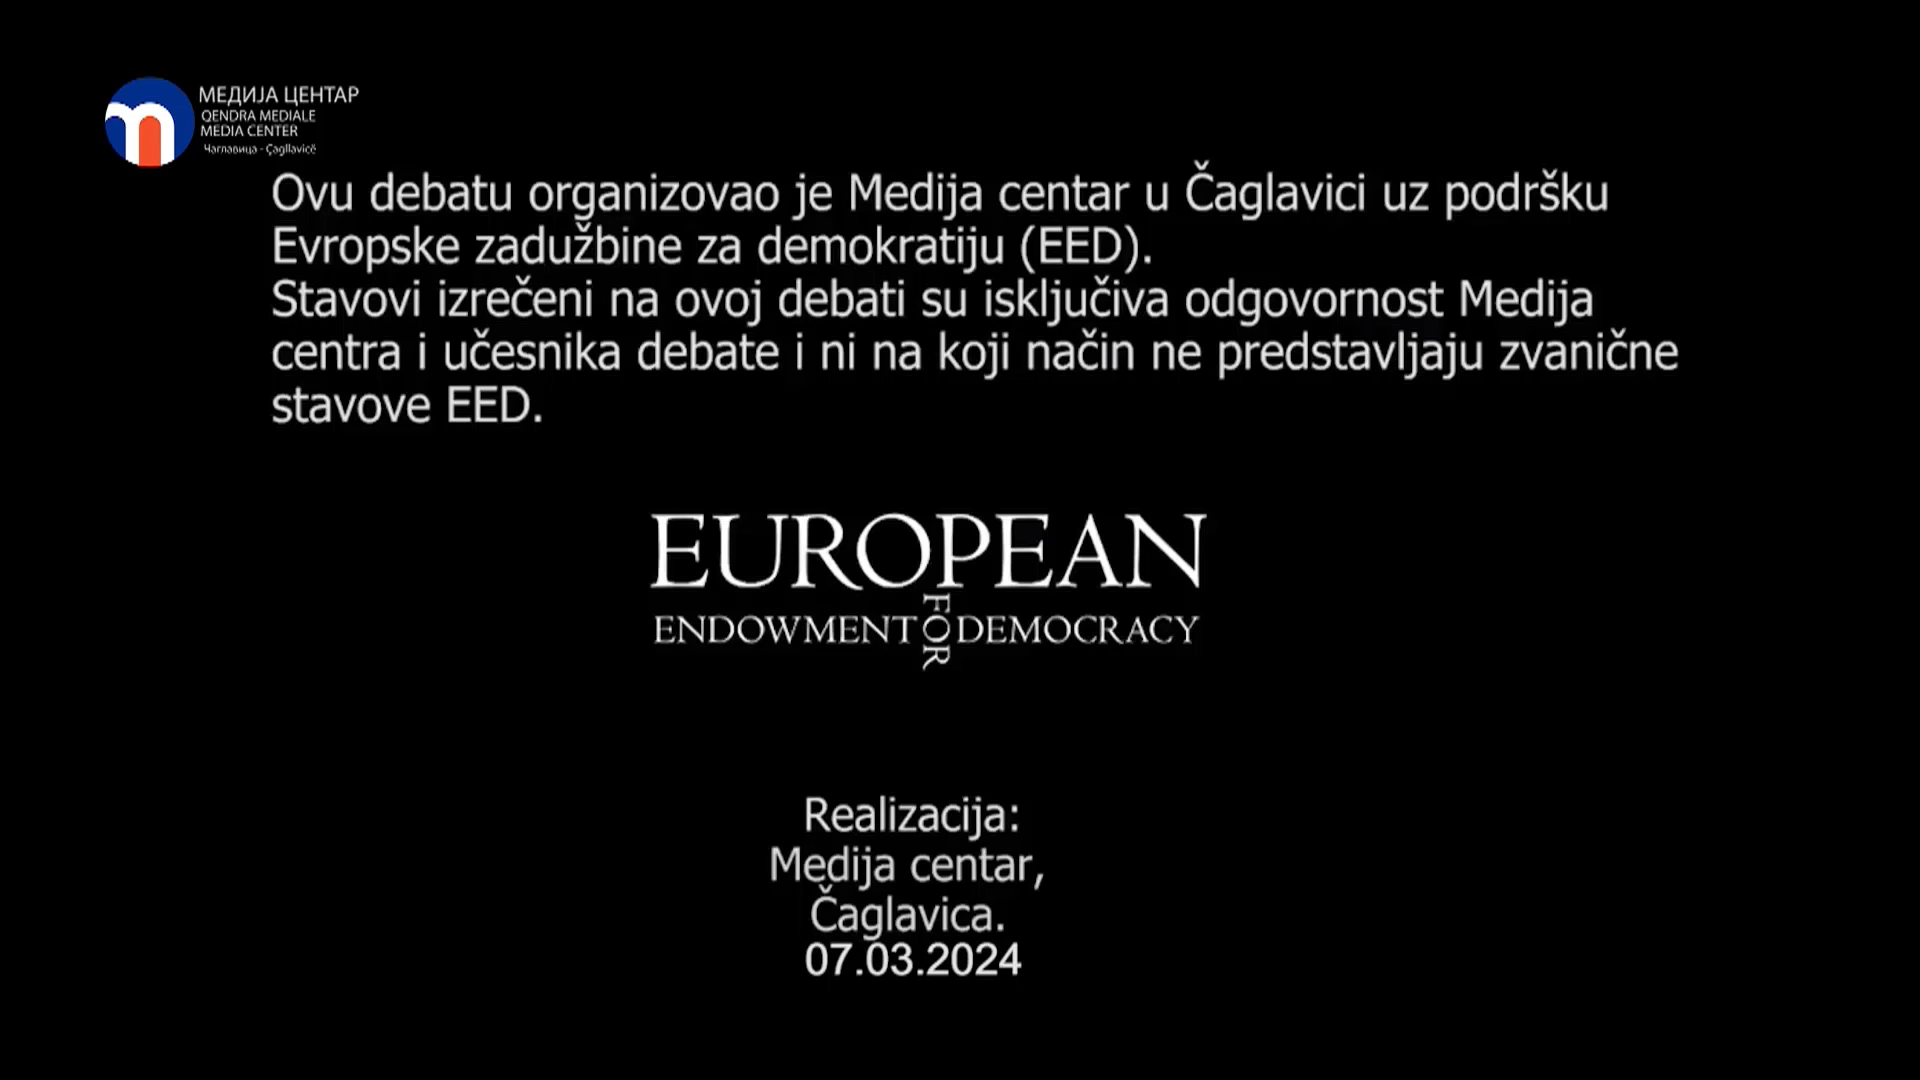 МЕДИЈА ЦЕНТАР
QENDRA MEDIALE
MEDIA CENTER
Чаглавица - Çagllavicë
Ovu debatu organizovao je Medija centar u Čaglavici uz podršku
Evropske zadužbine za demokratiju (EED).
Stavovi izrečeni na ovoj debati su isključiva odgovornost Medija
centra i učesnika debate i ni na koji način ne predstavljaju zvanične
stavove EED.
EUROPEAN
ENDOWMENT FOR DEMOCRACY
Realizacija:
Medija centar,
Čaglavica.
07.03.2024